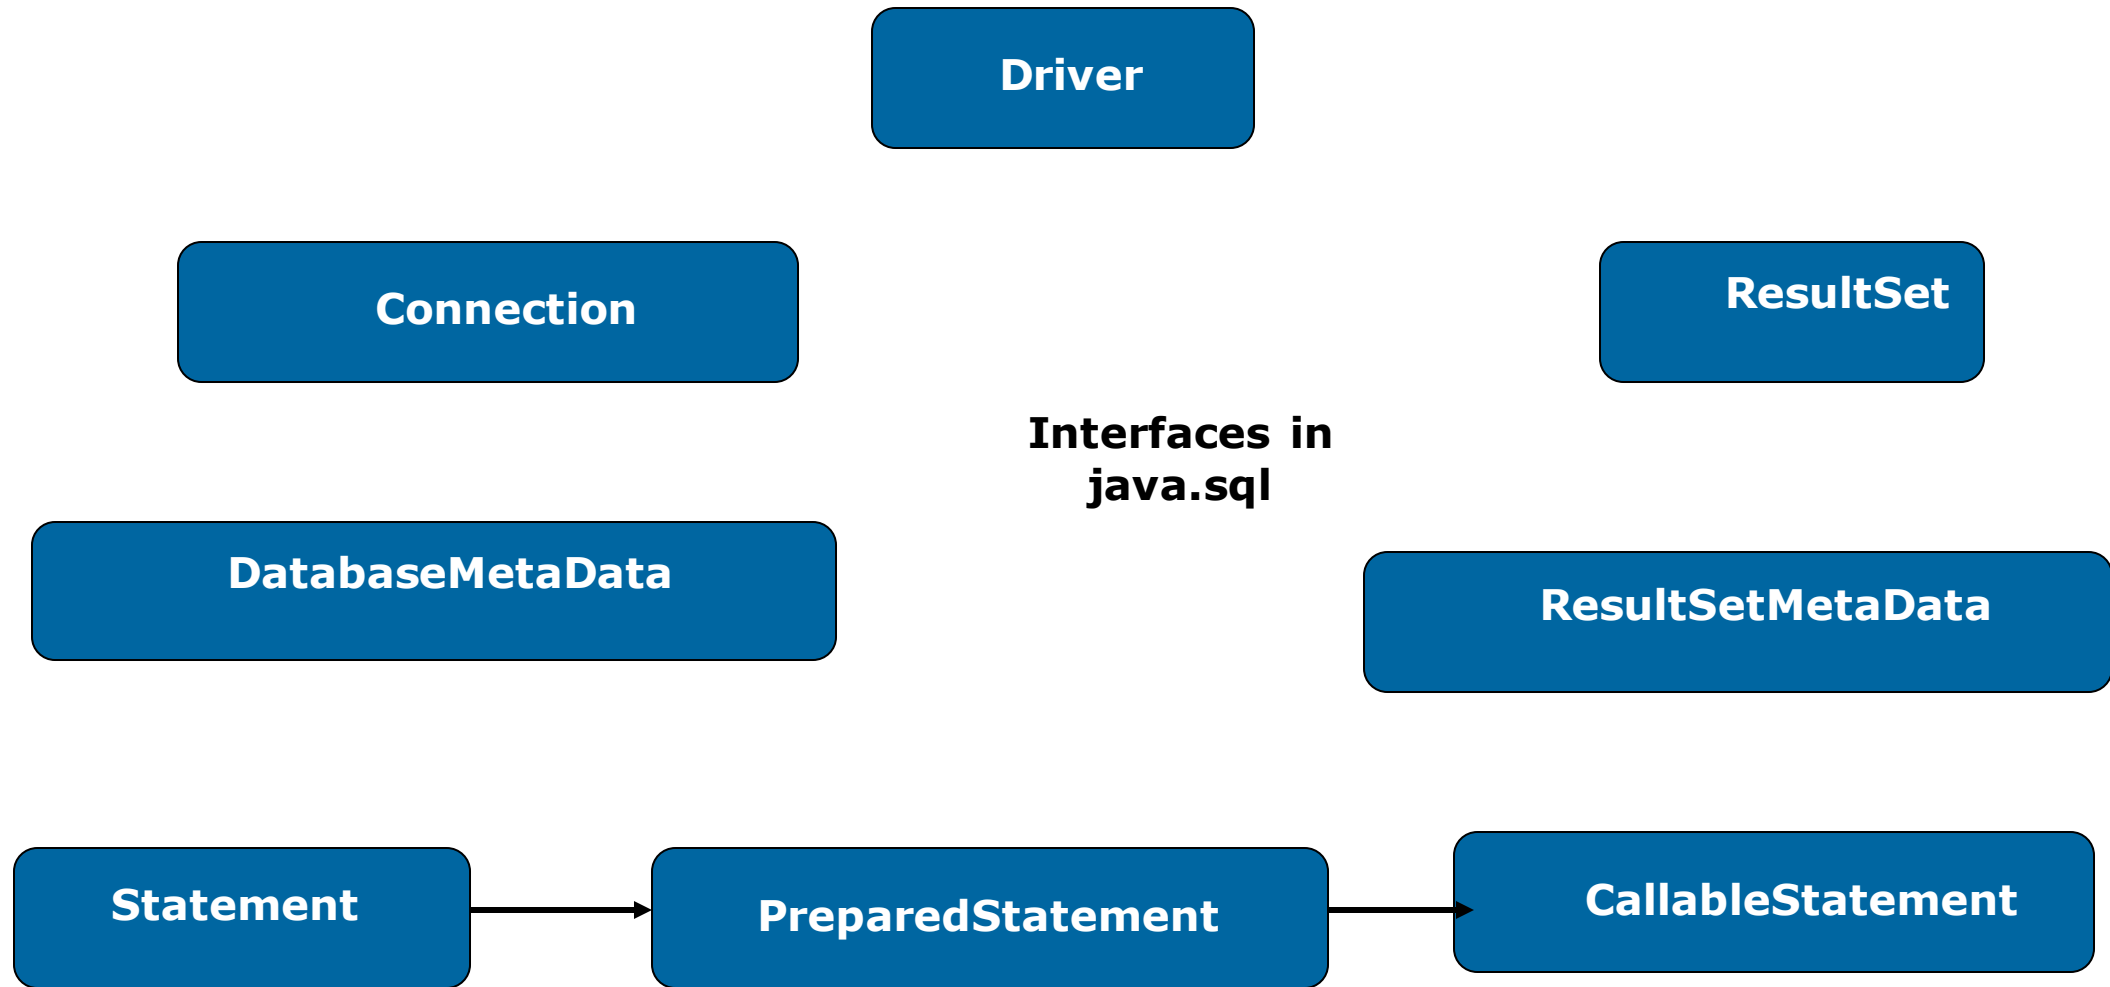 Driver
Connection
ResultSet
Interfaces in
java.sql
DatabaseMetaData
ResultSetMetaData
Statement
PreparedStatement
CallableStatement